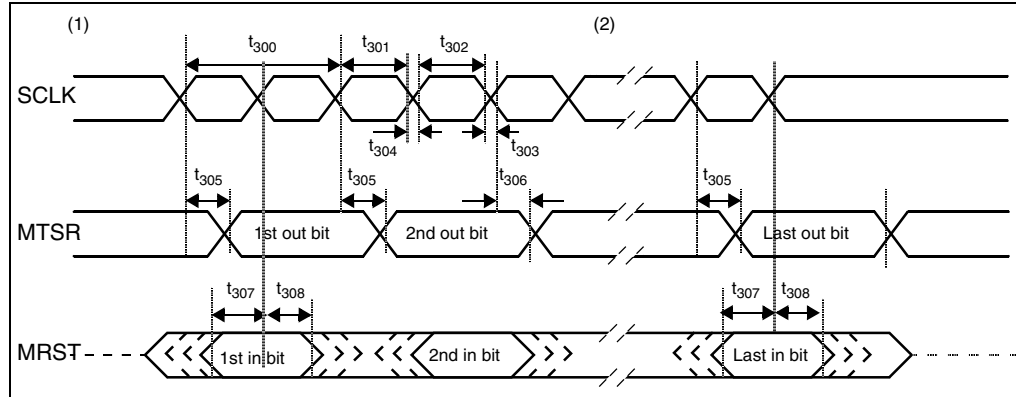 (1) (2)
t300 t301 t302
SCLK
t304 t303
t305 t305 t306 t305
MTSR 1st out bit 2nd out bit Last out bit
t307 t308 t307 t308
MRST 1st in bit 2nd in bit Last in bit